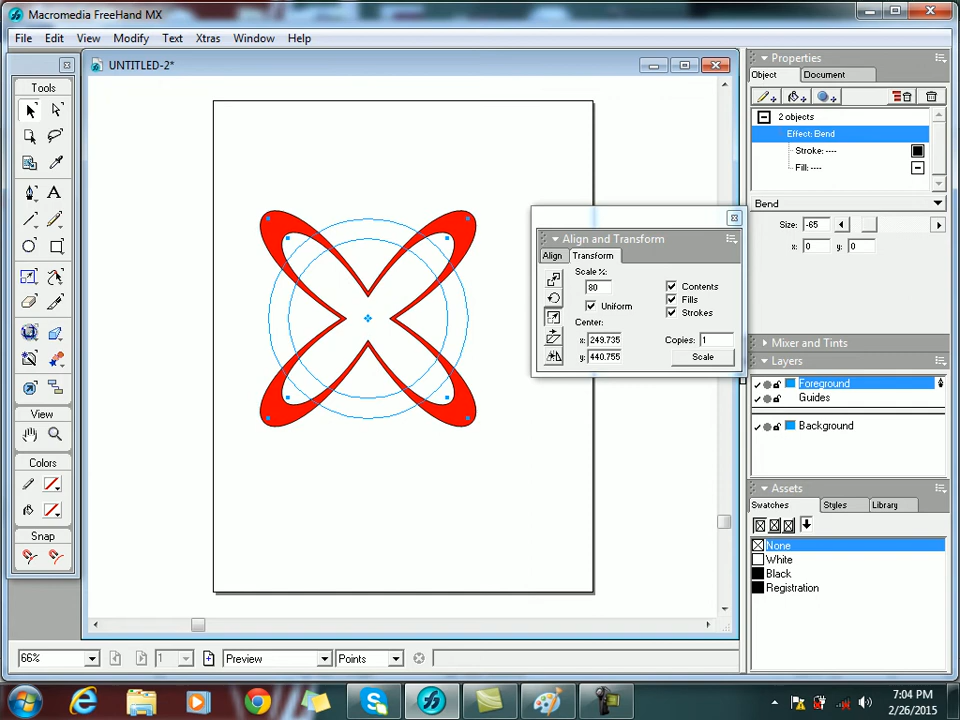 Macromedia FreeHand MX
File Edit View Modify Text Xtras Window Help
Tools
View
Colors
Snap
UNTITLED-2*
Align and Transform
Align Transform
Scale %:
80
Uniform
Center:
x: 249.735
y: 440.755
Contents
Fills
Strokes
Copies: 1
Scale
66%
1
Preview
Points
Properties
Object Document
2 objects
Effect: Bend
Stroke: ----
Fill: ----
Bend
Size: -65
x: 0 y: 0
Mixer and Tints
Layers
Foreground
Guides
Background
Assets
Swatches Styles Library
None
White
Black
Registration
7:04 PM
2/26/2015